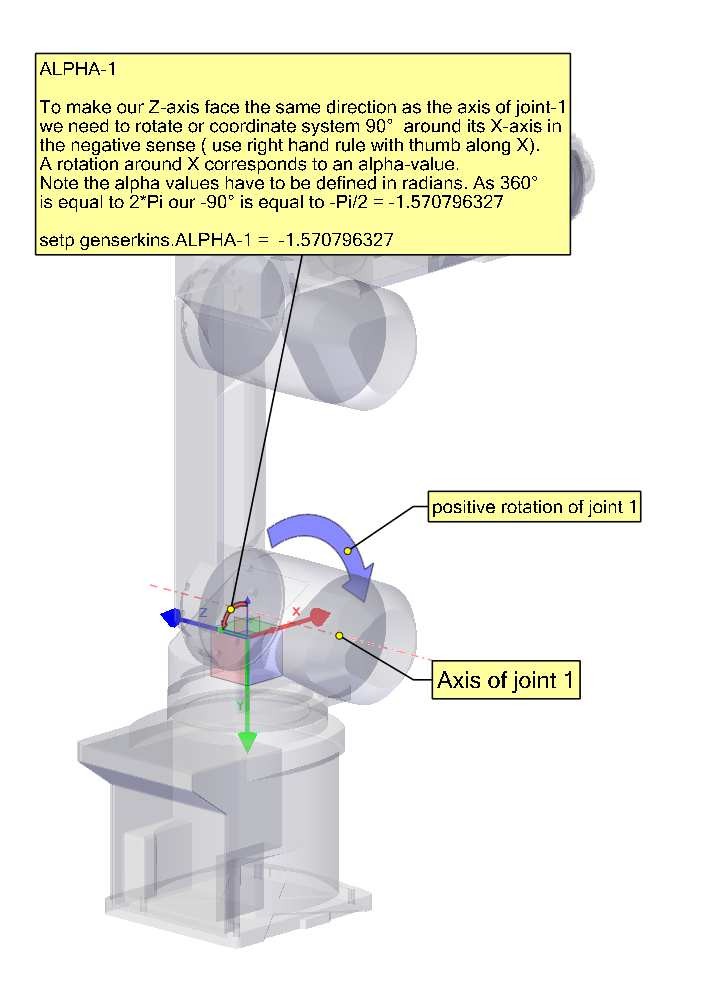 ALPHA-1
To make our Z-axis face the same direction as the axis of joint-1
we need to rotate or coordinate system 90° around its X-axis in
the negative sense ( use right hand rule with thumb along X).
A rotation around X corresponds to an alpha-value.
Note the alpha values have to be defined in radians. As 360°
is equal to 2*Pi our -90° is equal to -Pi/2 = -1.570796327
setp genserkins.ALPHA-1 = -1.570796327
positive rotation of joint 1
Z
X
Axis of joint 1
Y